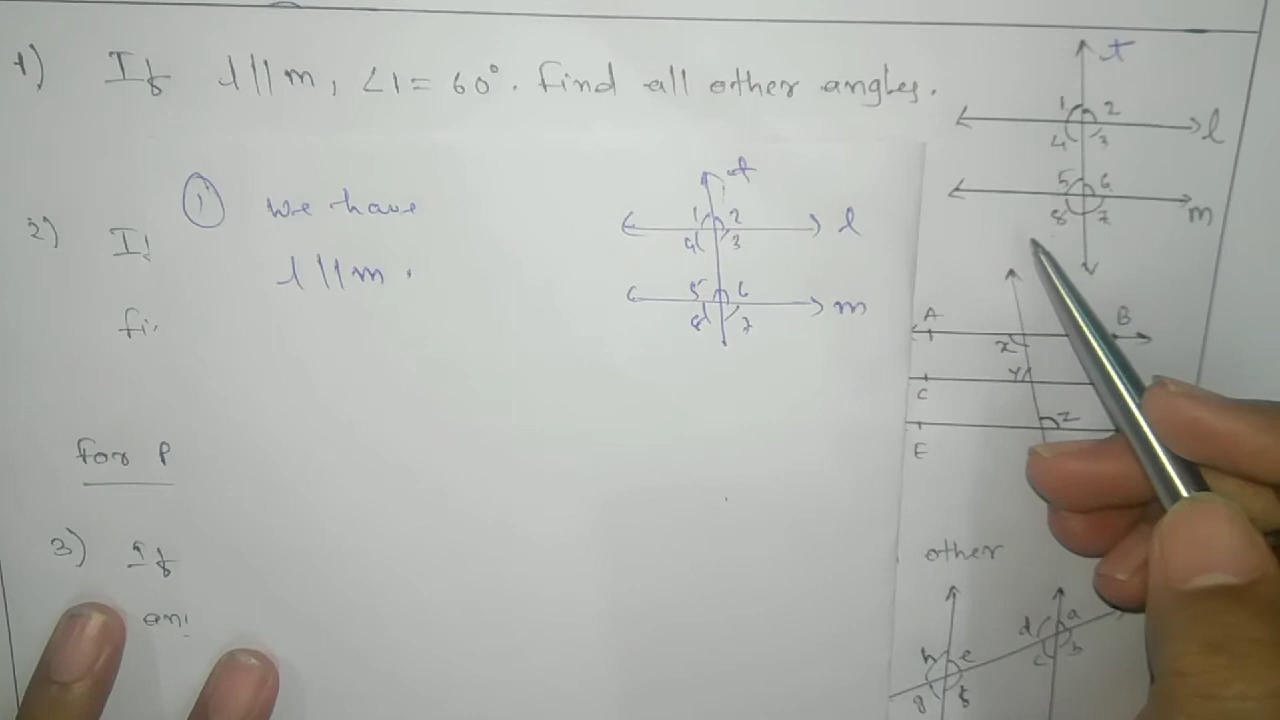 1) If l||m, ∠1=60°. Find all other angles.
t
1 2
4 3
l
5 6
8 7
m
2) If
fi
① We have
l||m.
t
1 2
4 3
l
5 6
8 7
m
A B
x
y
C
z
E
For P
3) If
other
d a
c b
h e
g f